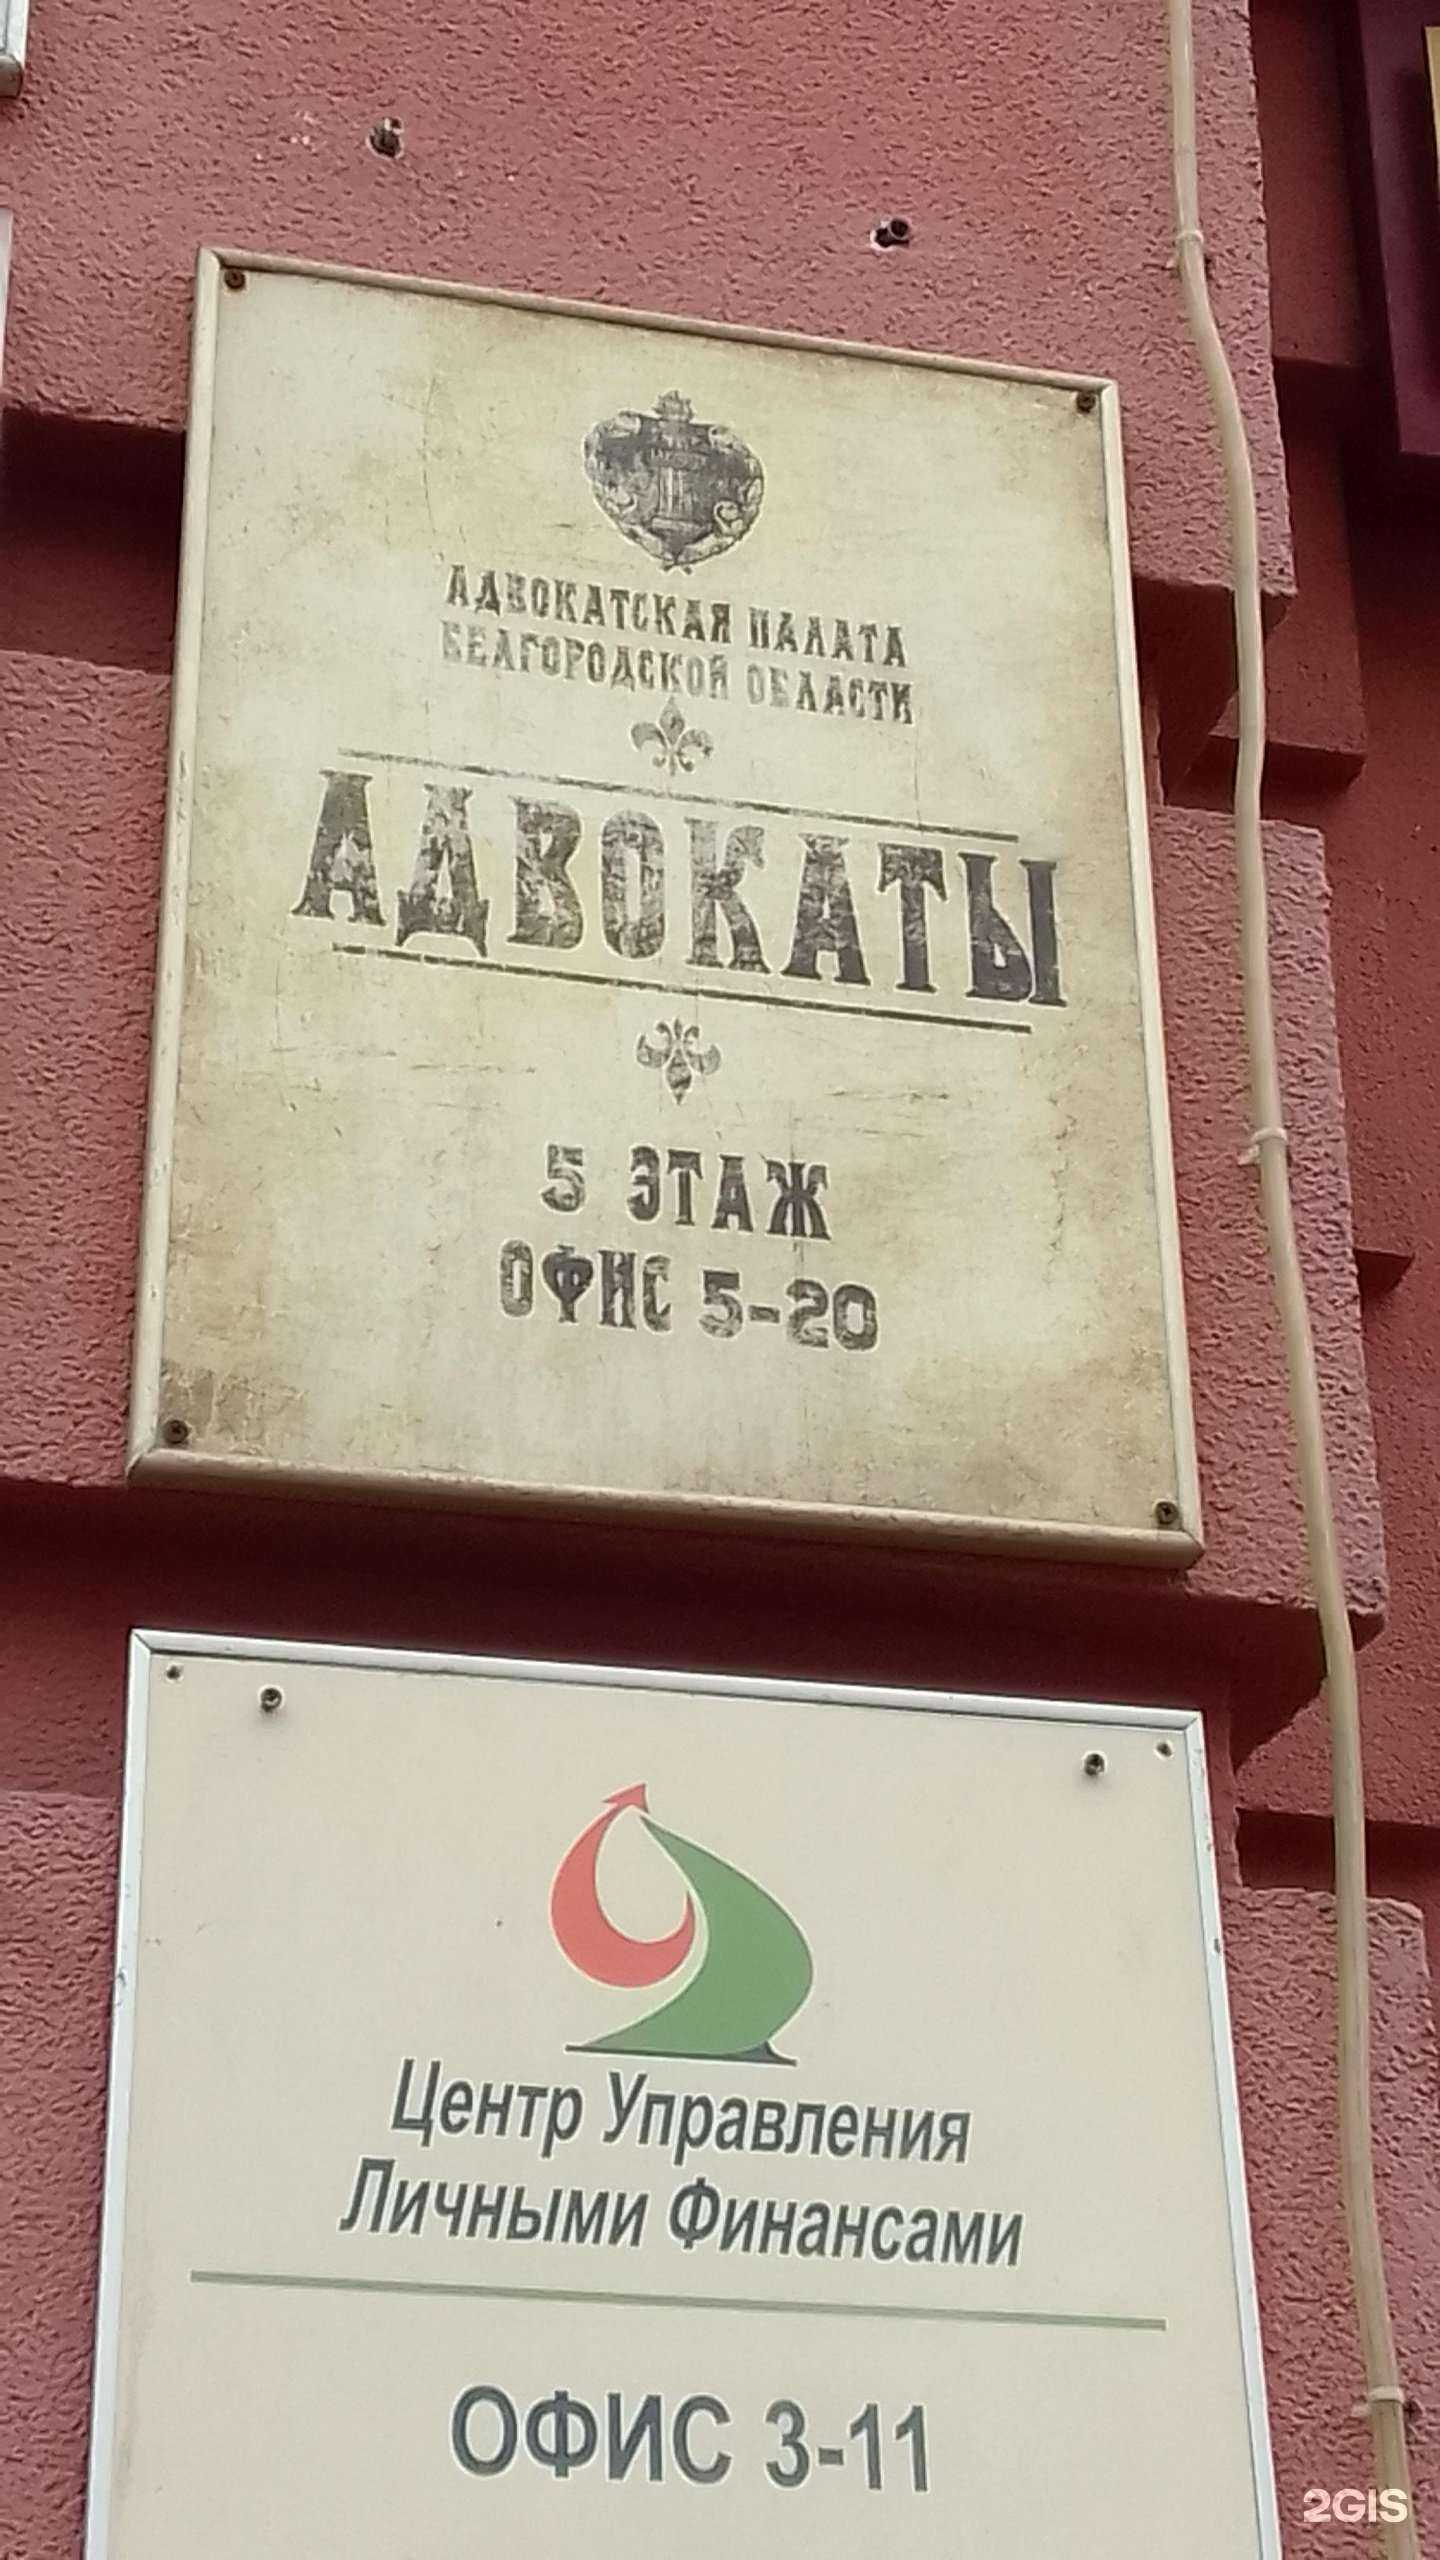 АДВОКАТСКАЯ ПАЛАТА
БЕЛГОРОДСКОЙ ОБЛАСТИ
АДВОКАТЫ
5 ЭТАЖ
ОФИС 5-20
Центр Управления
Личными Финансами
ОФИС 3-11
2GIS